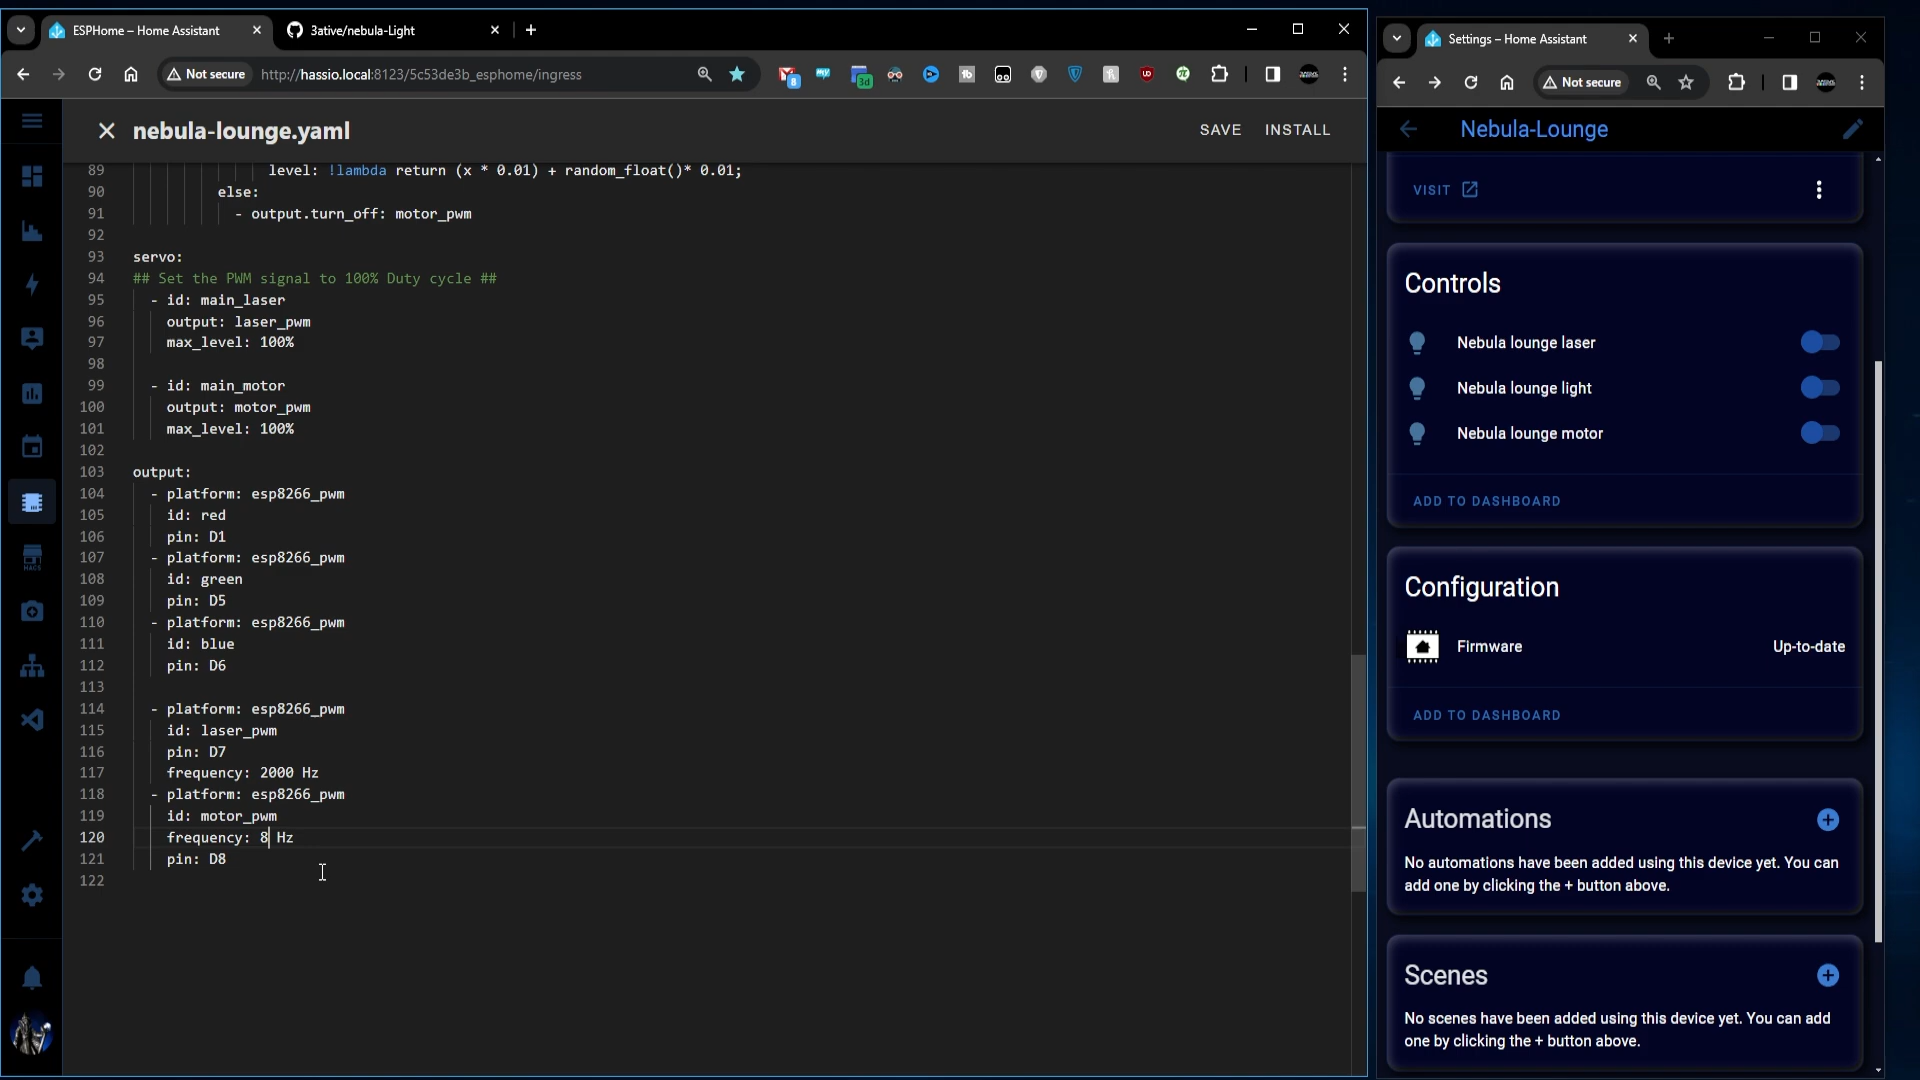 ESPHome – Home Assistant
3ative/nebula-Light
Not secure
http://hassio.local:8123/5c53de3b_esphome/ingress
nebula-lounge.yaml
SAVE
INSTALL
89 level: !lambda return (x * 0.01) + random_float()* 0.01;
90 else:
91 - output.turn_off: motor_pwm
92
93 servo:
94 ## Set the PWM signal to 100% Duty cycle ##
95 - id: main_laser
96 output: laser_pwm
97 max_level: 100%
98
99 - id: main_motor
100 output: motor_pwm
101 max_level: 100%
102
103 output:
104 - platform: esp8266_pwm
105 id: red
106 pin: D1
107 - platform: esp8266_pwm
108 id: green
109 pin: D5
110 - platform: esp8266_pwm
111 id: blue
112 pin: D6
113
114 - platform: esp8266_pwm
115 id: laser_pwm
116 pin: D7
117 frequency: 2000 Hz
118 - platform: esp8266_pwm
119 id: motor_pwm
120 frequency: 8 Hz
121 pin: D8
122
Settings – Home Assistant
Not secure
Nebula-Lounge
VISIT
Controls
Nebula lounge laser
Nebula lounge light
Nebula lounge motor
ADD TO DASHBOARD
Configuration
Firmware
Up-to-date
ADD TO DASHBOARD
Automations
No automations have been added using this device yet. You can
add one by clicking the + button above.
Scenes
No scenes have been added using this device yet. You can add
one by clicking the + button above.